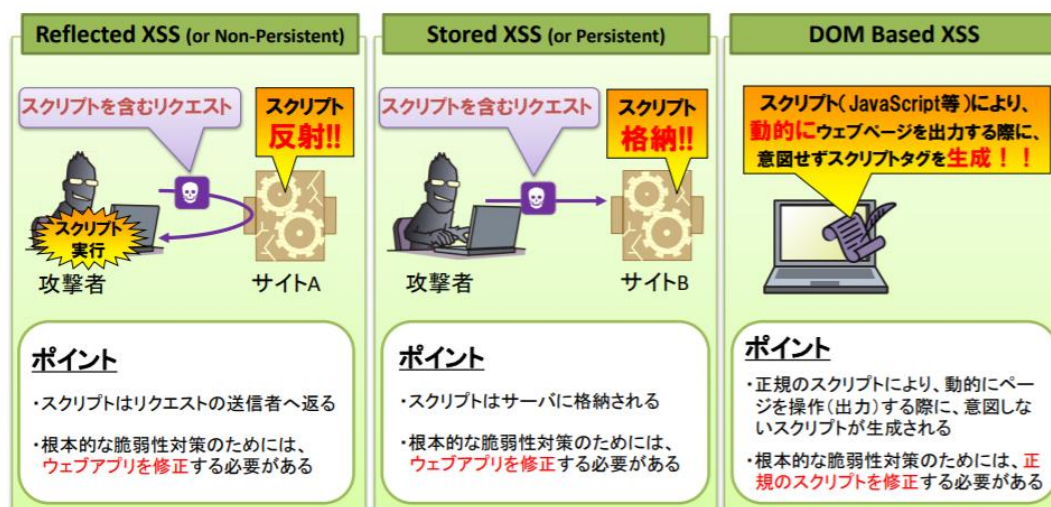 Reflected XSS (or Non-Persistent)
スクリプトを含むリクエスト
スクリプト
反射!!
スクリプト
実行
攻撃者
サイトA
ポイント
・スクリプトはリクエストの送信者へ返る
・根本的な脆弱性対策のためには、
ウェブアプリを修正する必要がある
Stored XSS (or Persistent)
スクリプトを含むリクエスト
スクリプト
格納!!
攻撃者
サイトB
ポイント
・スクリプトはサーバに格納される
・根本的な脆弱性対策のためには、
ウェブアプリを修正する必要がある
DOM Based XSS
スクリプト(JavaScript等)により、
動的にウェブページを出力する際に、
意図せずスクリプトタグを生成!!
ポイント
・正規のスクリプトにより、動的にペー
ジを操作(出力)する際に、意図しな
いスクリプトが生成される
・根本的な脆弱性対策のためには、正
規のスクリプトを修正する必要がある